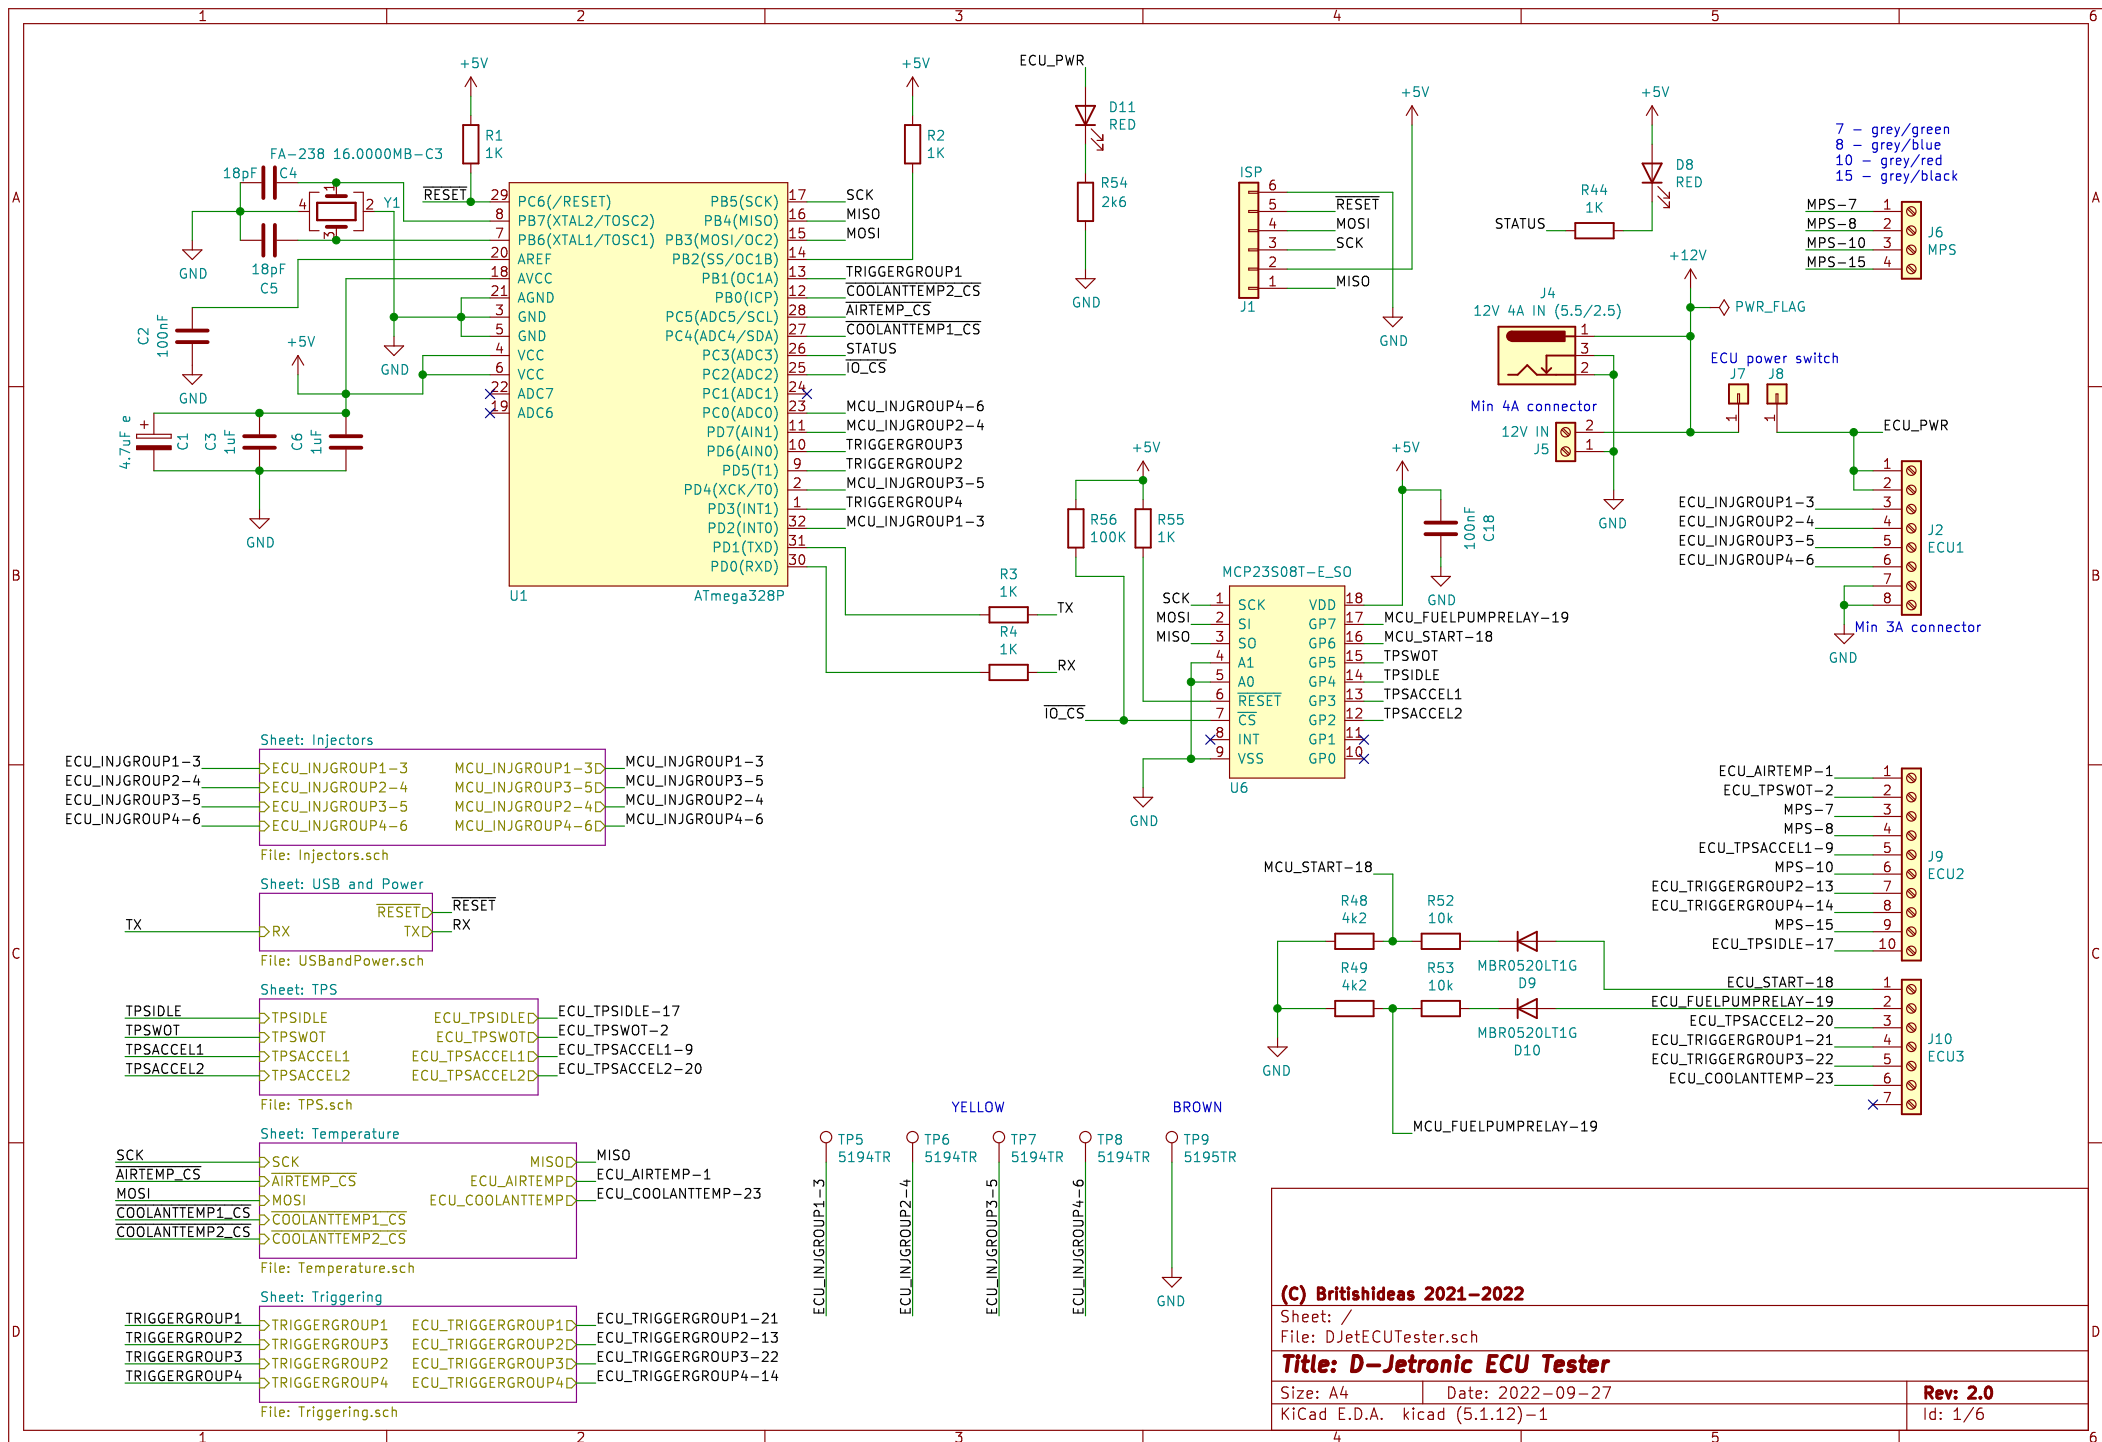 1 2 3 4 5 6
A
B
C
D
A
B
C
D
1 2 3 4 5 6
+5V
R1
1K
FA-238 16.0000MB-C3
18pF C4
Y1
1
4
2
3
18pF
C5
GND
RESET
C2
100nF
GND
+5V
GND
4.7uF e
C1
C3
1uF
C6
1uF
GND
29 PC6(/RESET)
8 PB7(XTAL2/TOSC2)
7 PB6(XTAL1/TOSC1)
20 AREF
18 AVCC
21 AGND
3 GND
5 GND
4 VCC
6 VCC
22 ADC7
19 ADC6
PB5(SCK) 17 SCK
PB4(MISO) 16 MISO
PB3(MOSI/OC2) 15 MOSI
PB2(SS/OC1B) 14
PB1(OC1A) 13 TRIGGERGROUP1
PB0(ICP) 12 COOLANTTEMP2_CS
PC5(ADC5/SCL) 28 AIRTEMP_CS
PC4(ADC4/SDA) 27 COOLANTTEMP1_CS
PC3(ADC3) 26 STATUS
PC2(ADC2) 25 IO_CS
PC1(ADC1) 24
PC0(ADC0) 23 MCU_INJGROUP4-6
PD7(AIN1) 11 MCU_INJGROUP2-4
PD6(AIN0) 10 TRIGGERGROUP3
PD5(T1) 9 TRIGGERGROUP2
PD4(XCK/T0) 2 MCU_INJGROUP3-5
PD3(INT1) 1 TRIGGERGROUP4
PD2(INT0) 32 MCU_INJGROUP1-3
PD1(TXD) 31
PD0(RXD) 30
U1 ATmega328P
+5V
R2
1K
R3
1K
TX
R4
1K
RX
ECU_PWR
D11
RED
R54
2k6
GND
ISP
6
5 RESET
4 MOSI
3 SCK
2
1 MISO
J1
+5V
GND
+5V
D8
RED
R44
1K
STATUS
+12V
PWR_FLAG
J4
12V 4A IN (5.5/2.5)
1
3
2
Min 4A connector
12V IN
J5
2
1
GND
ECU power switch
J7 J8
1 1
ECU_PWR
7 - grey/green
8 - grey/blue
10 - grey/red
15 - grey/black
MPS-7 1
MPS-8 2
MPS-10 3
MPS-15 4
J6
MPS
1
2
ECU_INJGROUP1-3 3
ECU_INJGROUP2-4 4
ECU_INJGROUP3-5 5
ECU_INJGROUP4-6 6
7
8
J2
ECU1
Min 3A connector
GND
+5V
R56
100K
R55
1K
+5V
100nF
C18
GND
MCP23S08T-E_SO
SCK 1 SCK
MOSI 2 SI
MISO 3 SO
4 A1
5 A0
6 RESET
IO_CS 7 CS
8 INT
9 VSS
VDD 18
GP7 17 MCU_FUELPUMPRELAY-19
GP6 16 MCU_START-18
GP5 15 TPSWOT
GP4 14 TPSIDLE
GP3 13 TPSACCEL1
GP2 12 TPSACCEL2
GP1 11
GP0 10
U6
GND
Sheet: Injectors
ECU_INJGROUP1-3 ECU_INJGROUP1-3 MCU_INJGROUP1-3 MCU_INJGROUP1-3
ECU_INJGROUP2-4 ECU_INJGROUP2-4 MCU_INJGROUP3-5 MCU_INJGROUP3-5
ECU_INJGROUP3-5 ECU_INJGROUP3-5 MCU_INJGROUP2-4 MCU_INJGROUP2-4
ECU_INJGROUP4-6 ECU_INJGROUP4-6 MCU_INJGROUP4-6 MCU_INJGROUP4-6
File: Injectors.sch
Sheet: USB and Power
RESET RESET
TX RX TX RX
File: USBandPower.sch
Sheet: TPS
TPSIDLE TPSIDLE ECU_TPSIDLE ECU_TPSIDLE-17
TPSWOT TPSWOT ECU_TPSWOT ECU_TPSWOT-2
TPSACCEL1 TPSACCEL1 ECU_TPSACCEL1 ECU_TPSACCEL1-9
TPSACCEL2 TPSACCEL2 ECU_TPSACCEL2 ECU_TPSACCEL2-20
File: TPS.sch
Sheet: Temperature
SCK SCK MISO MISO
AIRTEMP_CS AIRTEMP_CS ECU_AIRTEMP ECU_AIRTEMP-1
MOSI MOSI ECU_COOLANTTEMP ECU_COOLANTTEMP-23
COOLANTTEMP1_CS COOLANTTEMP1_CS
COOLANTTEMP2_CS COOLANTTEMP2_CS
File: Temperature.sch
Sheet: Triggering
TRIGGERGROUP1 TRIGGERGROUP1 ECU_TRIGGERGROUP1 ECU_TRIGGERGROUP1-21
TRIGGERGROUP2 TRIGGERGROUP3 ECU_TRIGGERGROUP2 ECU_TRIGGERGROUP2-13
TRIGGERGROUP3 TRIGGERGROUP2 ECU_TRIGGERGROUP3 ECU_TRIGGERGROUP3-22
TRIGGERGROUP4 TRIGGERGROUP4 ECU_TRIGGERGROUP4 ECU_TRIGGERGROUP4-14
File: Triggering.sch
YELLOW BROWN
TP5
5194TR
TP6
5194TR
TP7
5194TR
TP8
5194TR
TP9
5195TR
ECU_INJGROUP1-3
ECU_INJGROUP2-4
ECU_INJGROUP3-5
ECU_INJGROUP4-6
GND
MCU_START-18
R48
4k2
R52
10k
MBR0520LT1G
D9
R49
4k2
R53
10k
MBR0520LT1G
D10
GND
MCU_FUELPUMPRELAY-19
ECU_AIRTEMP-1 1
ECU_TPSWOT-2 2
MPS-7 3
MPS-8 4
ECU_TPSACCEL1-9 5
MPS-10 6
ECU_TRIGGERGROUP2-13 7
ECU_TRIGGERGROUP4-14 8
MPS-15 9
ECU_TPSIDLE-17 10
J9
ECU2
ECU_START-18 1
ECU_FUELPUMPRELAY-19 2
ECU_TPSACCEL2-20 3
ECU_TRIGGERGROUP1-21 4
ECU_TRIGGERGROUP3-22 5
ECU_COOLANTTEMP-23 6
7
J10
ECU3
(C) Britishideas 2021-2022
Sheet: /
File: DJetECUTester.sch
Title: D-Jetronic ECU Tester
Size: A4 Date: 2022-09-27 Rev: 2.0
KiCad E.D.A. kicad (5.1.12)-1 Id: 1/6